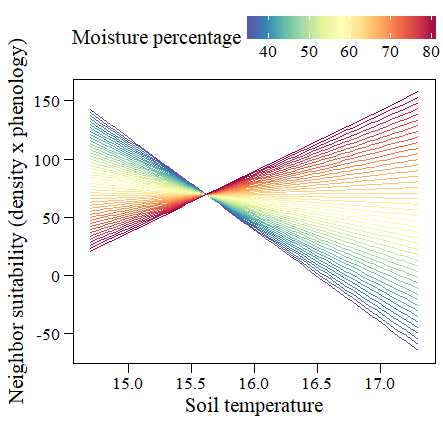 Moisture percentage
40 50 60 70 80
Neighbor suitability (density x phenology)
150
100
50
0
-50
15.0 15.5 16.0 16.5 17.0
Soil temperature